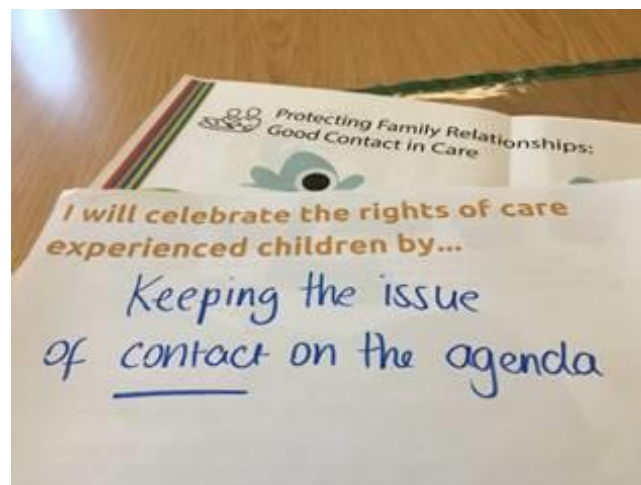 Protecting Family Relationships:
Good Contact in Care
I will celebrate the rights of care
experienced children by...
Keeping the issue
of contact on the agenda